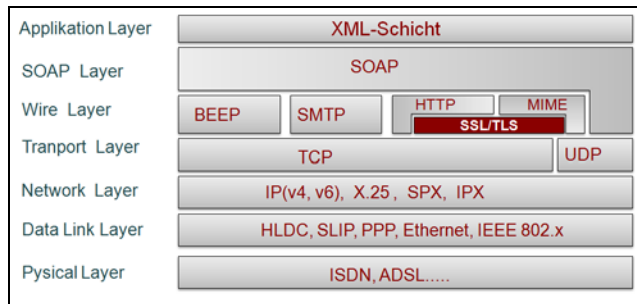 Applikation Layer XML-Schicht
SOAP Layer SOAP
Wire Layer BEEP SMTP HTTP MIME
SSL/TLS
Tranport Layer TCP UDP
Network Layer IP(v4, v6), X.25 , SPX, IPX
Data Link Layer HLDC, SLIP, PPP, Ethernet, IEEE 802.x
Pysical Layer ISDN, ADSL.....